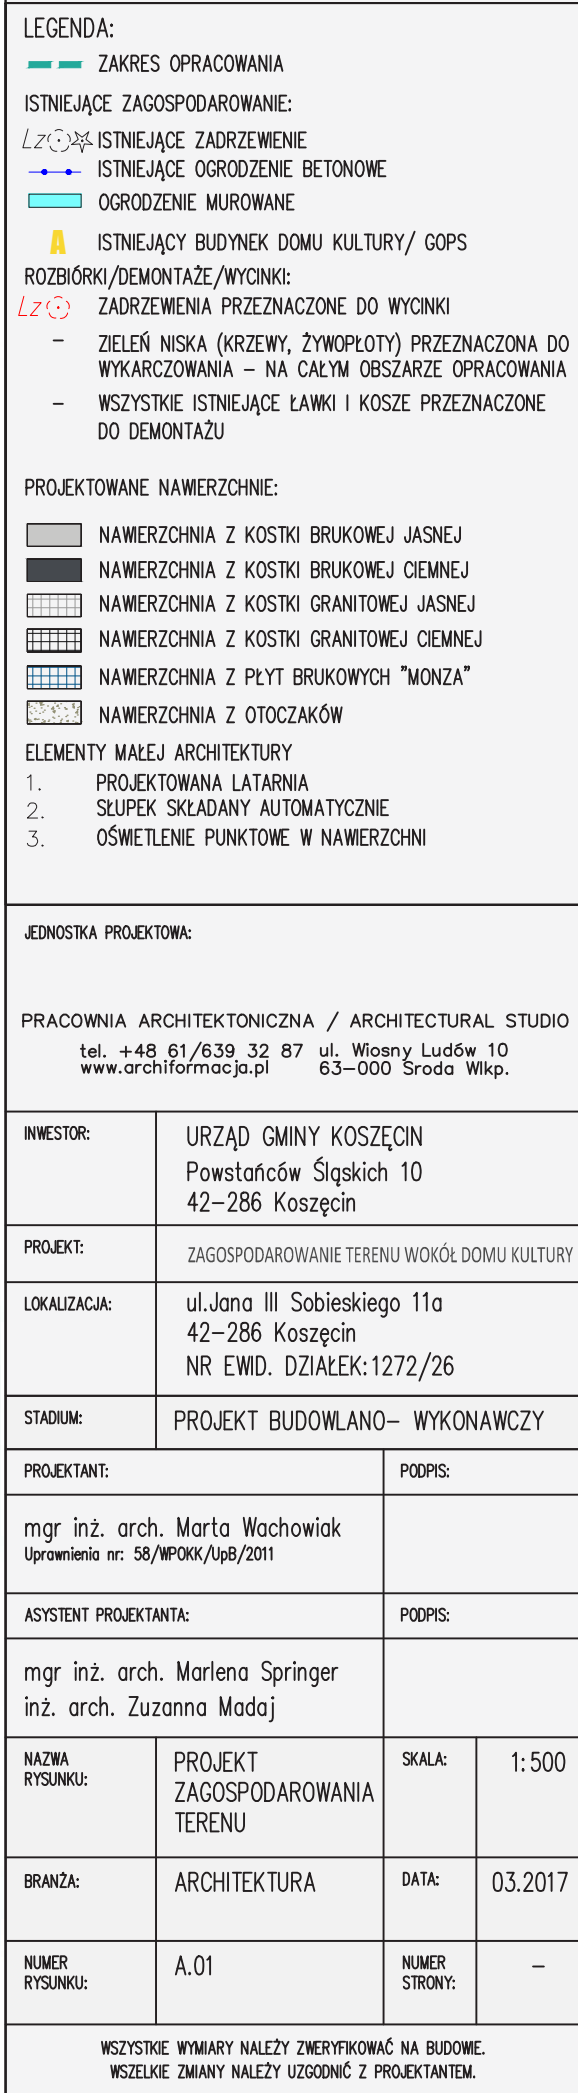 LEGENDA:
ZAKRES OPRACOWANIA
ISTNIEJĄCE ZAGOSPODAROWANIE:
Lz ISTNIEJĄCE ZADRZEWIENIE
ISTNIEJĄCE OGRODZENIE BETONOWE
OGRODZENIE MUROWANE
A ISTNIEJĄCY BUDYNEK DOMU KULTURY/ GOPS
ROZBIÓRKI/DEMONTAŻE/WYCINKI:
Lz ZADRZEWIENIA PRZEZNACZONE DO WYCINKI
– ZIELEŃ NISKA (KRZEWY, ŻYWOPŁOTY) PRZEZNACZONA DO
WYKARCZOWANIA – NA CAŁYM OBSZARZE OPRACOWANIA
– WSZYSTKIE ISTNIEJĄCE ŁAWKI I KOSZE PRZEZNACZONE
DO DEMONTAŻU
PROJEKTOWANE NAWIERZCHNIE:
NAWIERZCHNIA Z KOSTKI BRUKOWEJ JASNEJ
NAWIERZCHNIA Z KOSTKI BRUKOWEJ CIEMNEJ
NAWIERZCHNIA Z KOSTKI GRANITOWEJ JASNEJ
NAWIERZCHNIA Z KOSTKI GRANITOWEJ CIEMNEJ
NAWIERZCHNIA Z PŁYT BRUKOWYCH "MONZA"
NAWIERZCHNIA Z OTOCZAKÓW
ELEMENTY MAŁEJ ARCHITEKTURY
1. PROJEKTOWANA LATARNIA
2. SŁUPEK SKŁADANY AUTOMATYCZNIE
3. OŚWIETLENIE PUNKTOWE W NAWIERZCHNI
JEDNOSTKA PROJEKTOWA:
PRACOWNIA ARCHITEKTONICZNA / ARCHITECTURAL STUDIO
tel. +48 61/639 32 87 ul. Wiosny Ludów 10
www.archiformacja.pl 63–000 Sroda Wlkp.
INWESTOR: URZĄD GMINY KOSZĘCIN
Powstańców Śląskich 10
42–286 Koszęcin
PROJEKT: ZAGOSPODAROWANIE TERENU WOKÓŁ DOMU KULTURY
LOKALIZACJA: ul.Jana III Sobieskiego 11a
42–286 Koszęcin
NR EWID. DZIAŁEK:1272/26
STADIUM: PROJEKT BUDOWLANO– WYKONAWCZY
PROJEKTANT: PODPIS:
mgr inż. arch. Marta Wachowiak
Uprawnienia nr: 58/WPOKK/UpB/2011
ASYSTENT PROJEKTANTA: PODPIS:
mgr inż. arch. Marlena Springer
inż. arch. Zuzanna Madaj
NAZWA RYSUNKU: PROJEKT ZAGOSPODAROWANIA TERENU SKALA: 1:500
BRANŻA: ARCHITEKTURA DATA: 03.2017
NUMER RYSUNKU: A.01 NUMER STRONY: –
WSZYSTKIE WYMIARY NALEŻY ZWERYFIKOWAĆ NA BUDOWIE.
WSZELKIE ZMIANY NALEŻY UZGODNIĆ Z PROJEKTANTEM.